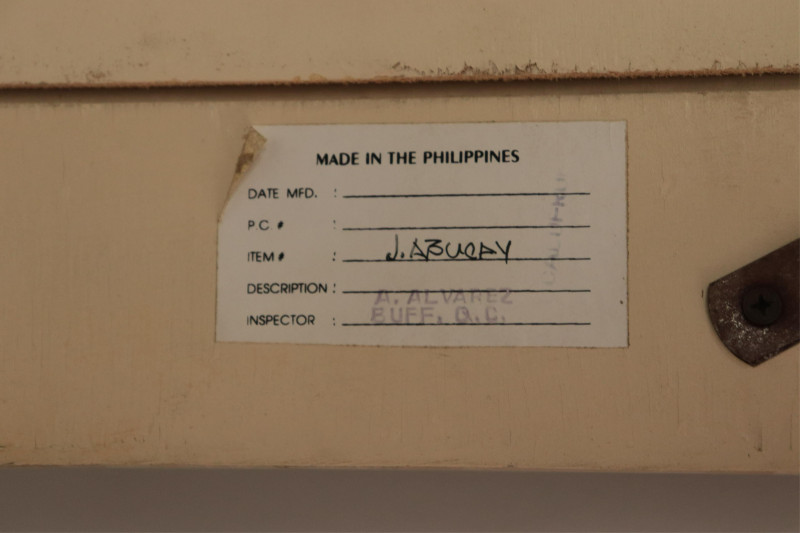 MADE IN THE PHILIPPINES
DATE MFD. :
P.C # :
ITEM # : J. ABUCAY
DESCRIPTION : A. ALVAREZ
INSPECTOR : BUFF. Q.C.